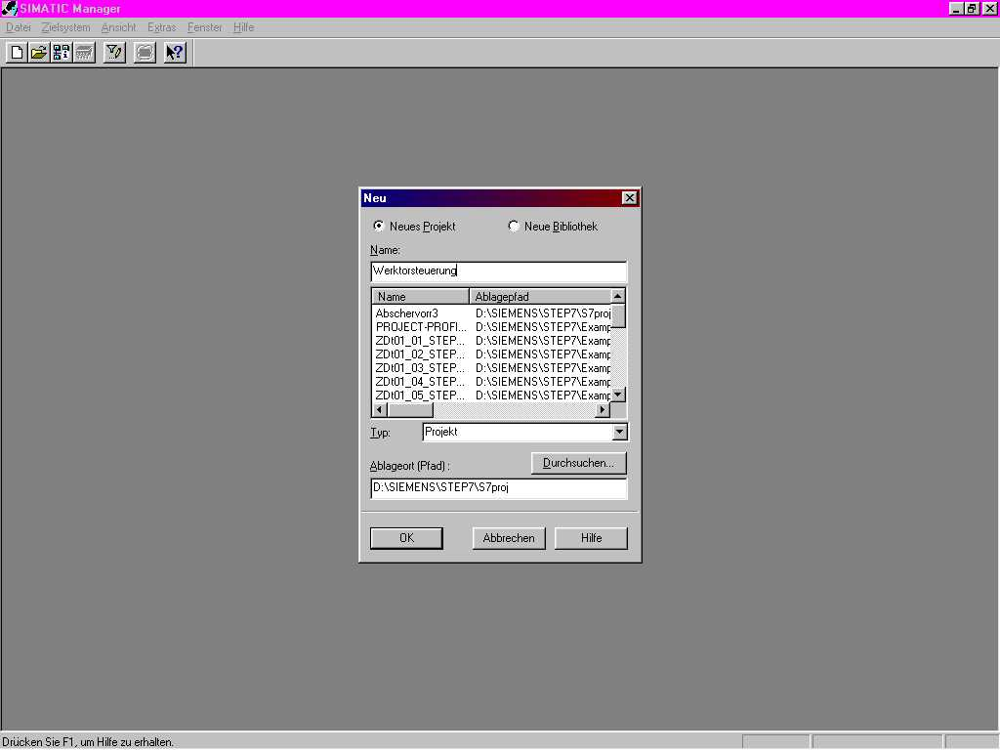 SIMATIC Manager
Datei Zielsystem Ansicht Extras Fenster Hilfe
Neu
Neues Projekt Neue Bibliothek
Name:
Werktorsteuerung
Name Ablagepfad
Abschervorr3 D:\SIEMENS\STEP7\S7proj
PROJECT-PROFI... D:\SIEMENS\STEP7\Examp
ZDt01_01_STEP... D:\SIEMENS\STEP7\Examp
ZDt01_02_STEP... D:\SIEMENS\STEP7\Examp
ZDt01_03_STEP... D:\SIEMENS\STEP7\Examp
ZDt01_04_STEP... D:\SIEMENS\STEP7\Examp
ZDt01_05_STEP... D:\SIEMENS\STEP7\Examp
Typ: Projekt
Ablageort (Pfad) : Durchsuchen...
D:\SIEMENS\STEP7\S7proj
OK Abbrechen Hilfe
Drücken Sie F1, um Hilfe zu erhalten.